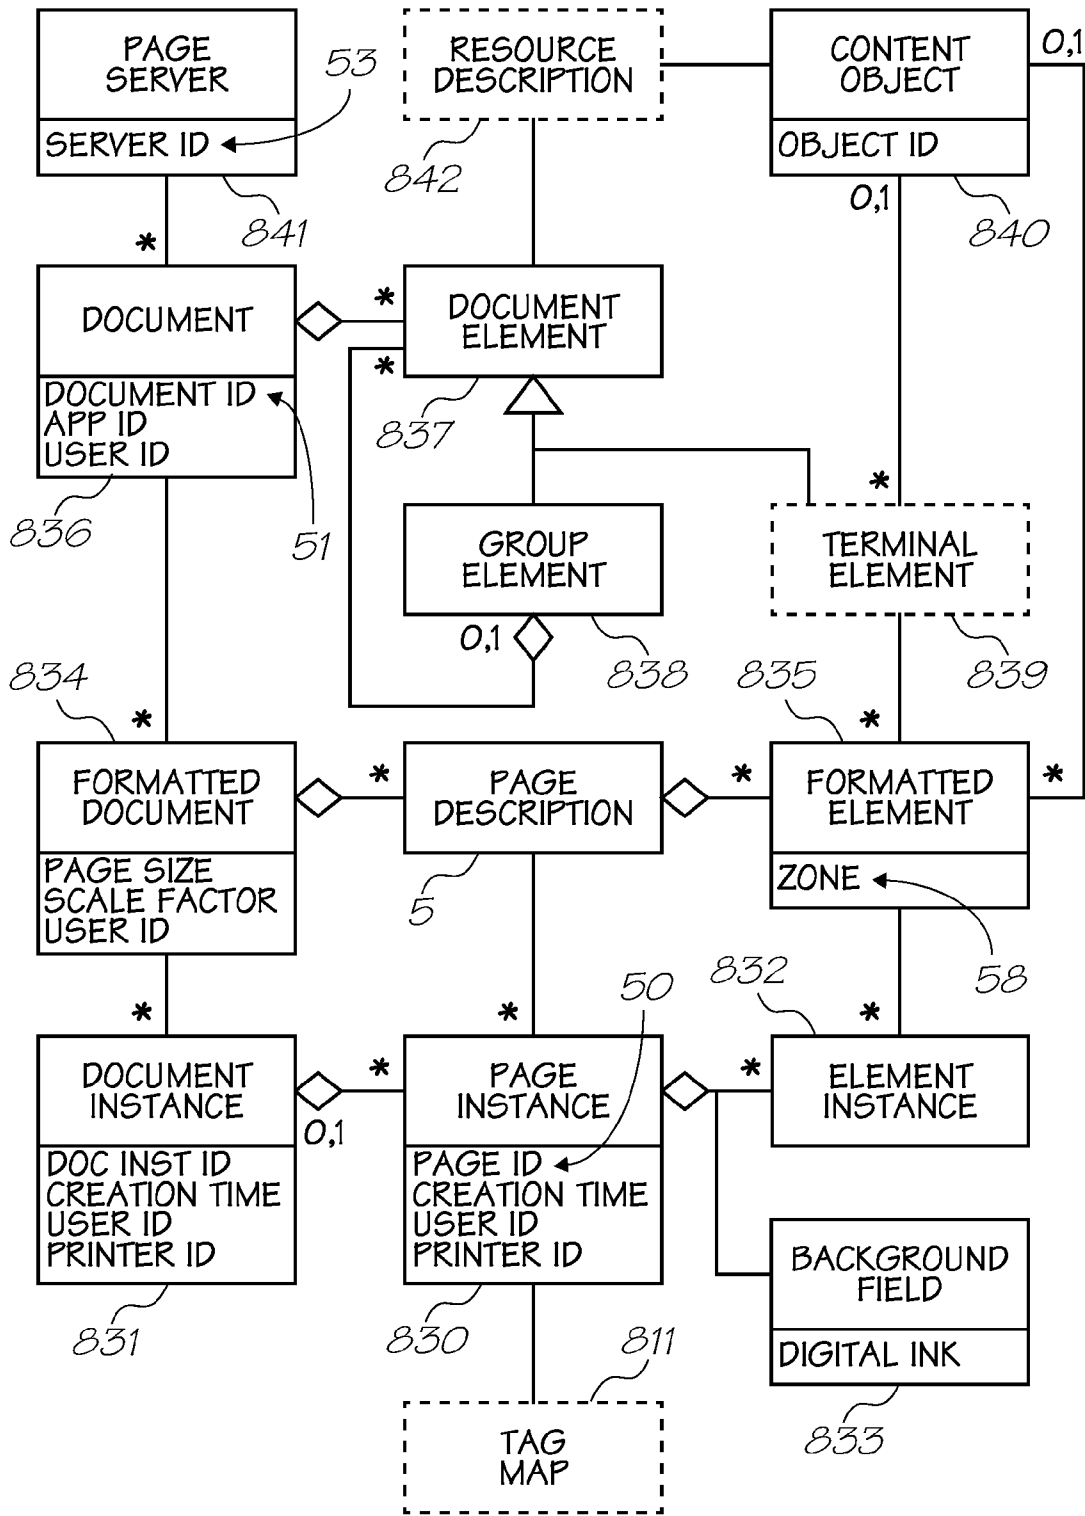 PAGE
SERVER
SERVER ID
53
841
*
RESOURCE
DESCRIPTION
842
CONTENT
OBJECT
OBJECT ID
0,1
0,1
840
DOCUMENT
DOCUMENT ID
APP ID
USER ID
836
51
*
*
DOCUMENT
ELEMENT
837
GROUP
ELEMENT
0,1
838
*
TERMINAL
ELEMENT
839
834
*
FORMATTED
DOCUMENT
PAGE SIZE
SCALE FACTOR
USER ID
*
PAGE
DESCRIPTION
5
*
835
*
FORMATTED
ELEMENT
*
ZONE
58
*
DOCUMENT
INSTANCE
0,1
DOC INST ID
CREATION TIME
USER ID
PRINTER ID
831
*
*
50
PAGE
INSTANCE
PAGE ID
CREATION TIME
USER ID
PRINTER ID
830
*
832
*
ELEMENT
INSTANCE
BACKGROUND
FIELD
DIGITAL INK
833
811
TAG
MAP